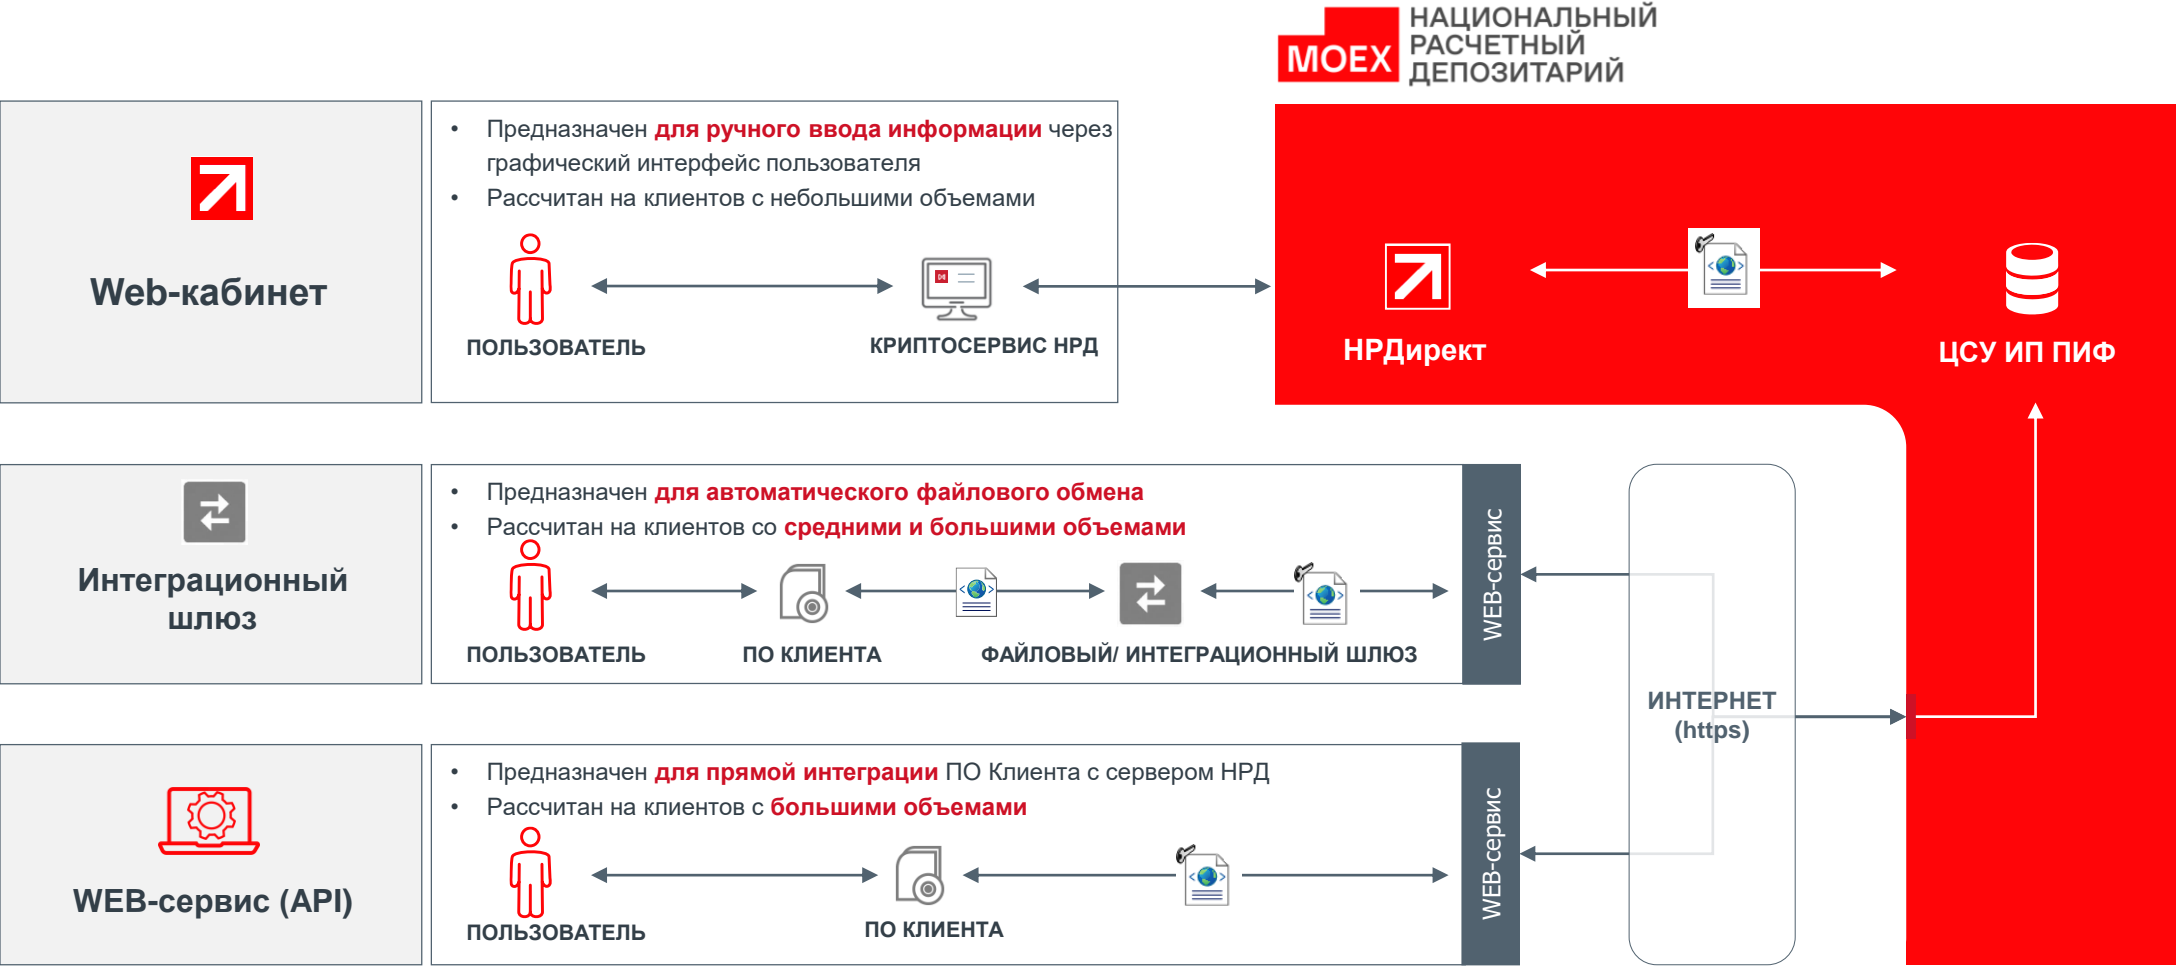 MOEX
НАЦИОНАЛЬНЫЙ
РАСЧЕТНЫЙ
ДЕПОЗИТАРИЙ
Web-кабинет
• Предназначен для ручного ввода информации через
графический интерфейс пользователя
• Рассчитан на клиентов с небольшими объемами
ПОЛЬЗОВАТЕЛЬ
КРИПТОСЕРВИС НРД
НРДирект
ЦСУ ИП ПИФ
Интеграционный
шлюз
• Предназначен для автоматического файлового обмена
• Рассчитан на клиентов со средними и большими объемами
ПОЛЬЗОВАТЕЛЬ
ПО КЛИЕНТА
ФАЙЛОВЫЙ/ ИНТЕГРАЦИОННЫЙ ШЛЮЗ
WEB-сервис
ИНТЕРНЕТ
(https)
WEB-сервис (API)
• Предназначен для прямой интеграции ПО Клиента с сервером НРД
• Рассчитан на клиентов с большими объемами
ПОЛЬЗОВАТЕЛЬ
ПО КЛИЕНТА
WEB-сервис